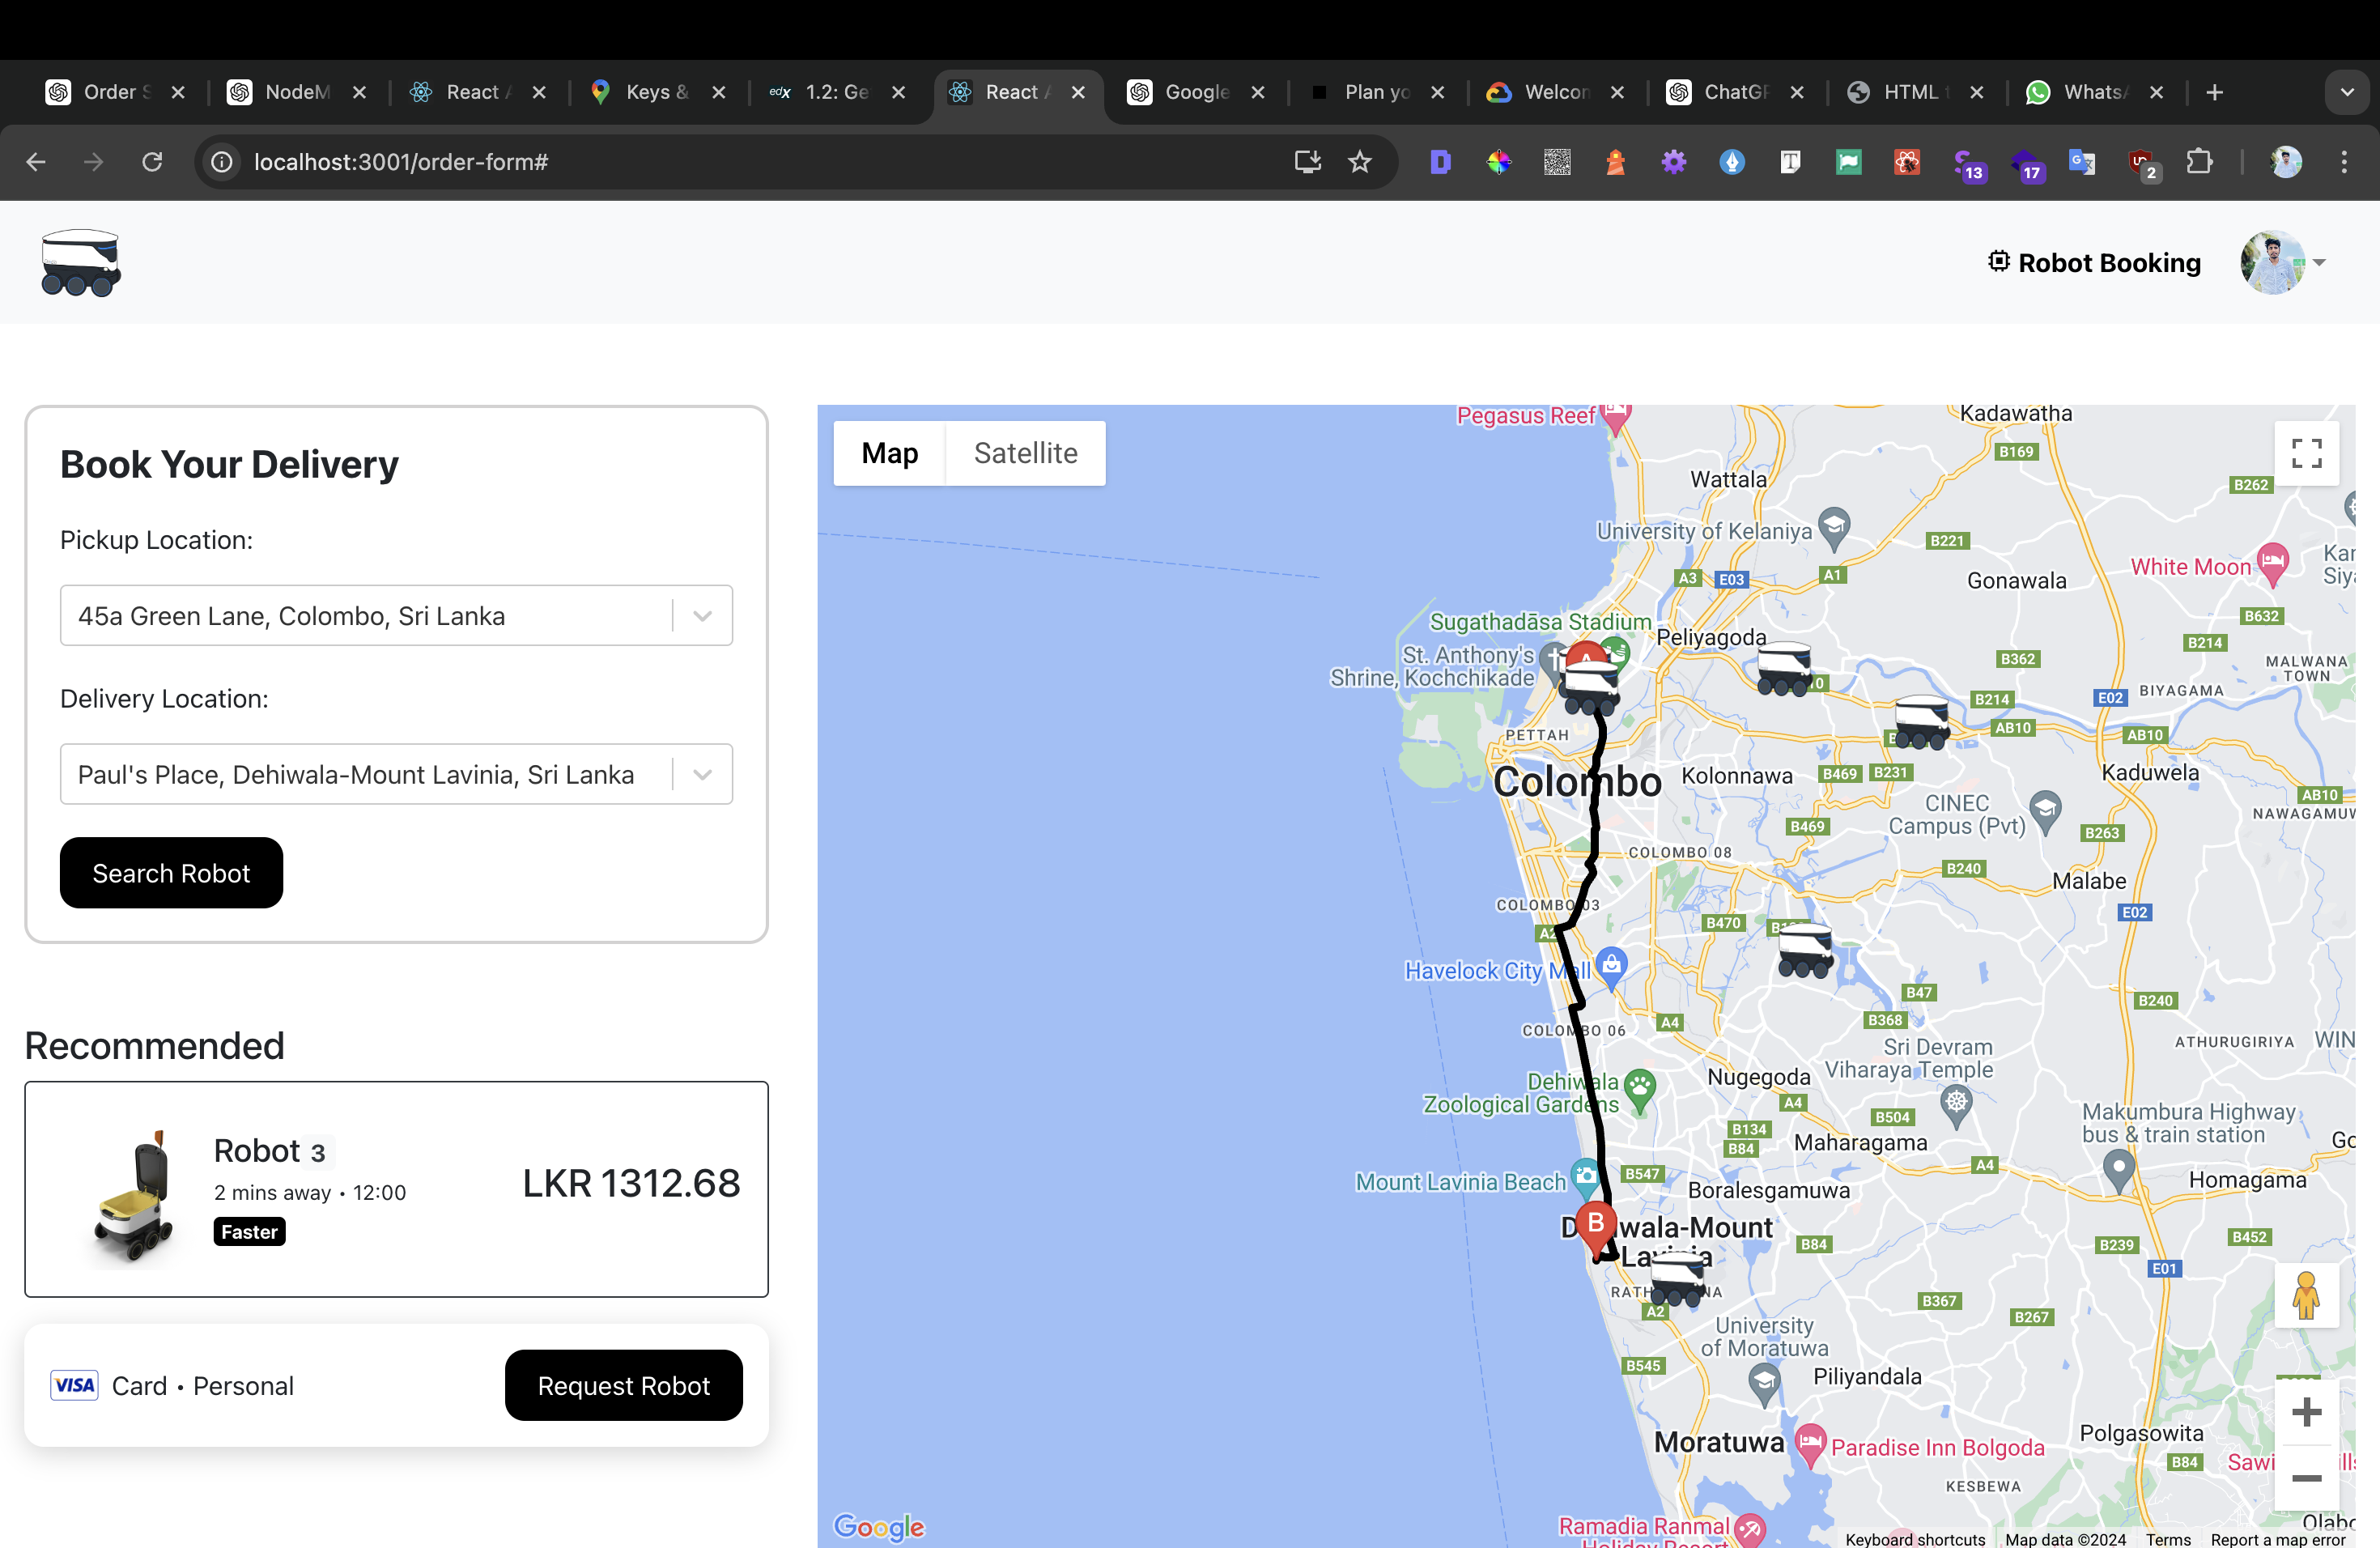 Order S
NodeM
React A
Keys &
1.2: Ge
React A
Google
Plan yo
Welcon
ChatGP
HTML t
WhatsA
localhost:3001/order-form#
13
17
2
Robot Booking
Book Your Delivery
Pickup Location:
45a Green Lane, Colombo, Sri Lanka
Delivery Location:
Paul's Place, Dehiwala-Mount Lavinia, Sri Lanka
Search Robot
Recommended
Robot 3
2 mins away • 12:00
Faster
LKR 1312.68
VISA Card • Personal
Request Robot
Map
Satellite
Pegasus Reef
Kadawatha
B169
Wattala
B262
University of Kelaniya
B221
White Moon
A3
E03
A1
Gonawala
B632
Sugathadāsa Stadium
Peliyagoda
B214
St. Anthony's
Shrine, Kochchikade
A
B362
MALWANA
TOWN
BIYAGAMA
E02
B214
AB10
AB10
PETTAH
Colombo
Kolonnawa
B469
B231
Kaduwela
AB10
CINEC
Campus (Pvt)
B469
B263
COLOMBO 08
B240
Malabe
COLOMBO 03
E02
B470
A2
Havelock City Mall
B47
B240
B368
A4
COLOMBO 06
ATHURUGIRIYA
Sri Devram
Viharaya Temple
Dehiwala
Zoological Gardens
Nugegoda
A4
B504
Makumbura Highway
bus & train station
B134
B84
Maharagama
A4
Mount Lavinia Beach
B547
Boralesgamuwa
Homagama
B
Dehiwala-Mount
Lavinia
B84
B239
B452
E01
A2
B367
B267
University
of Moratuwa
B545
Piliyandala
Moratuwa
Paradise Inn Bolgoda
Polgasowita
B84
KESBEWA
Google
Ramadia Ranmal
Holiday Resort
Keyboard shortcuts
Map data ©2024
Terms
Report a map error